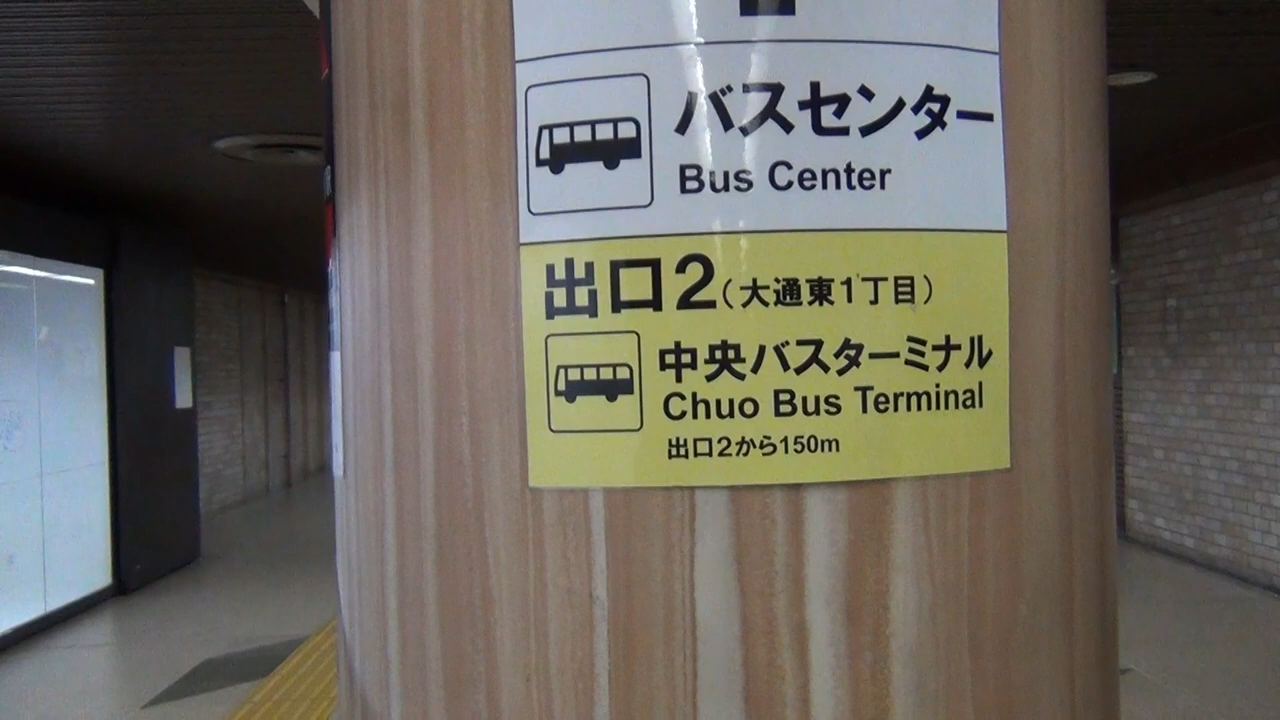 バスセンター
Bus Center
出口2（大通東1丁目）
中央バスターミナル
Chuo Bus Terminal
出口2から150m